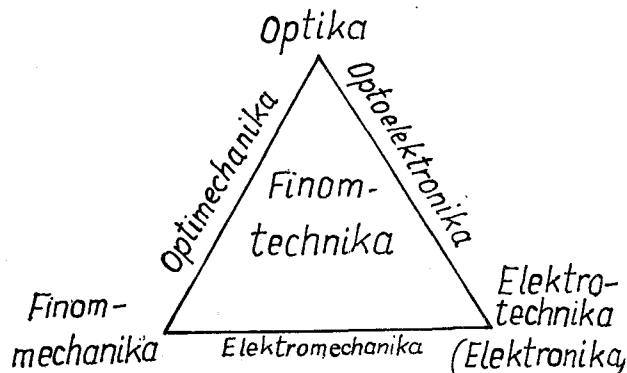 Optika
Optimechanika
Optoelektronika
Finom-
technika
Finom-
mechanika
Elektromechanika
Elektro-
technika
(Elektronika)